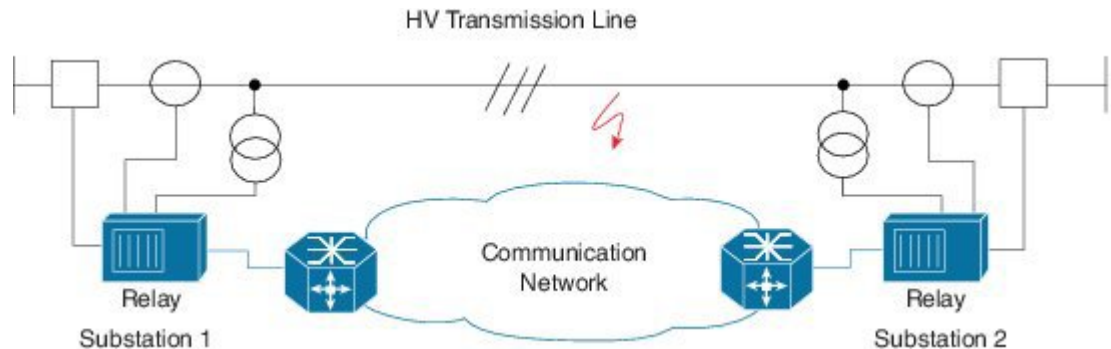 HV Transmission Line
Communication
Network
Relay
Substation 1
Relay
Substation 2